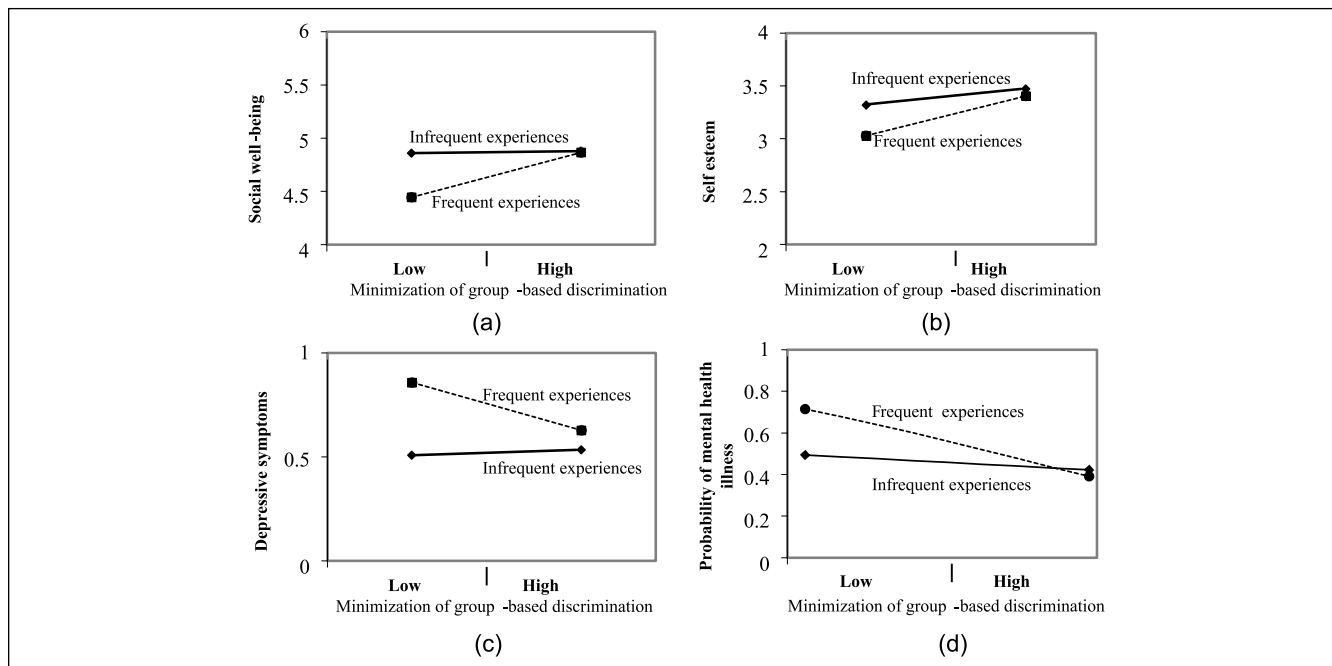 6
5.5
5
4.5
4
Social well -being
Infrequent experiences
Frequent experiences
Low | High
Minimization of group -based discrimination
(a)
4
3.5
3
2.5
2
Self esteem
Infrequent experiences
Frequent experiences
Low | High
Minimization of group -based discrimination
(b)
1
0.5
0
Depressive symptoms
Frequent experiences
Infrequent experiences
Low | High
Minimization of group -based discrimination
(c)
1
0.8
0.6
0.4
0.2
0
Probability of mental health
illness
Frequent experiences
Infrequent experiences
Low | High
Minimization of group -based discrimination
(d)